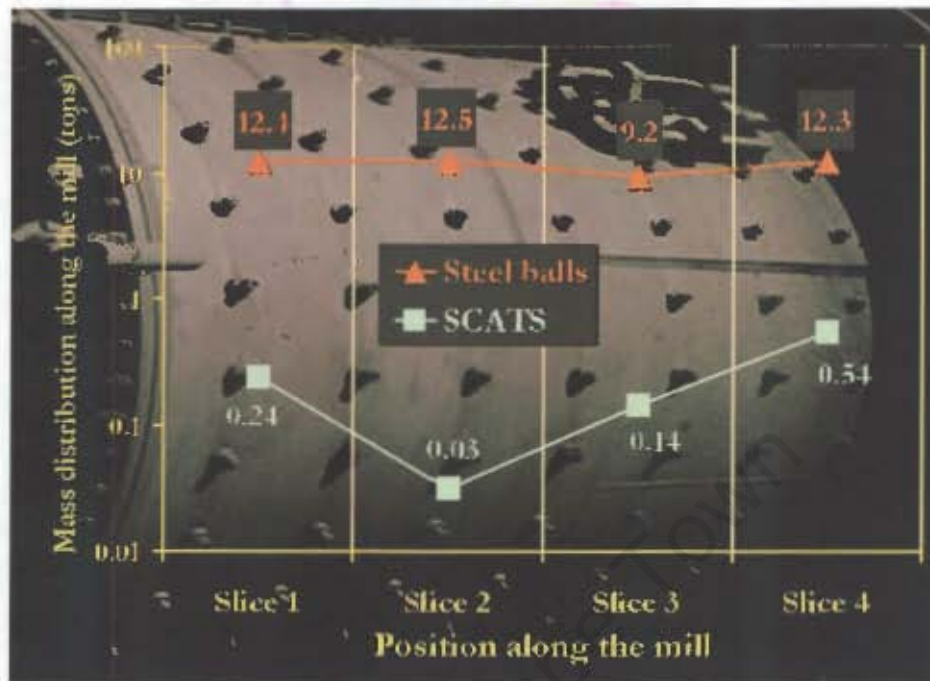 100
10
1
0.1
0.01
Mass distribution along the mill (tons)
12.4
12.5
9.2
12.3
Steel balls
SCATS
0.24
0.03
0.14
0.54
Slice 1
Slice 2
Slice 3
Slice 4
Position along the mill
Town